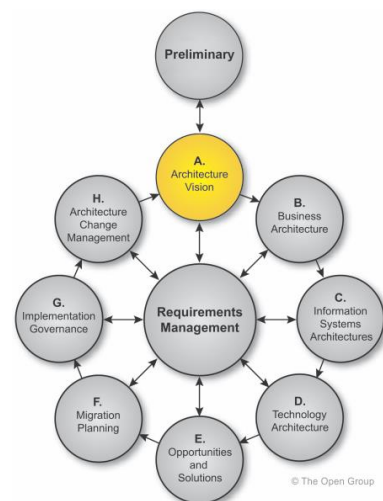 Preliminary
A.
Architecture
Vision
B.
Business
Architecture
C.
Information
Systems
Architectures
D.
Technology
Architecture
E.
Opportunities
and
Solutions
F.
Migration
Planning
G.
Implementation
Governance
H.
Architecture
Change
Management
Requirements
Management
© The Open Group